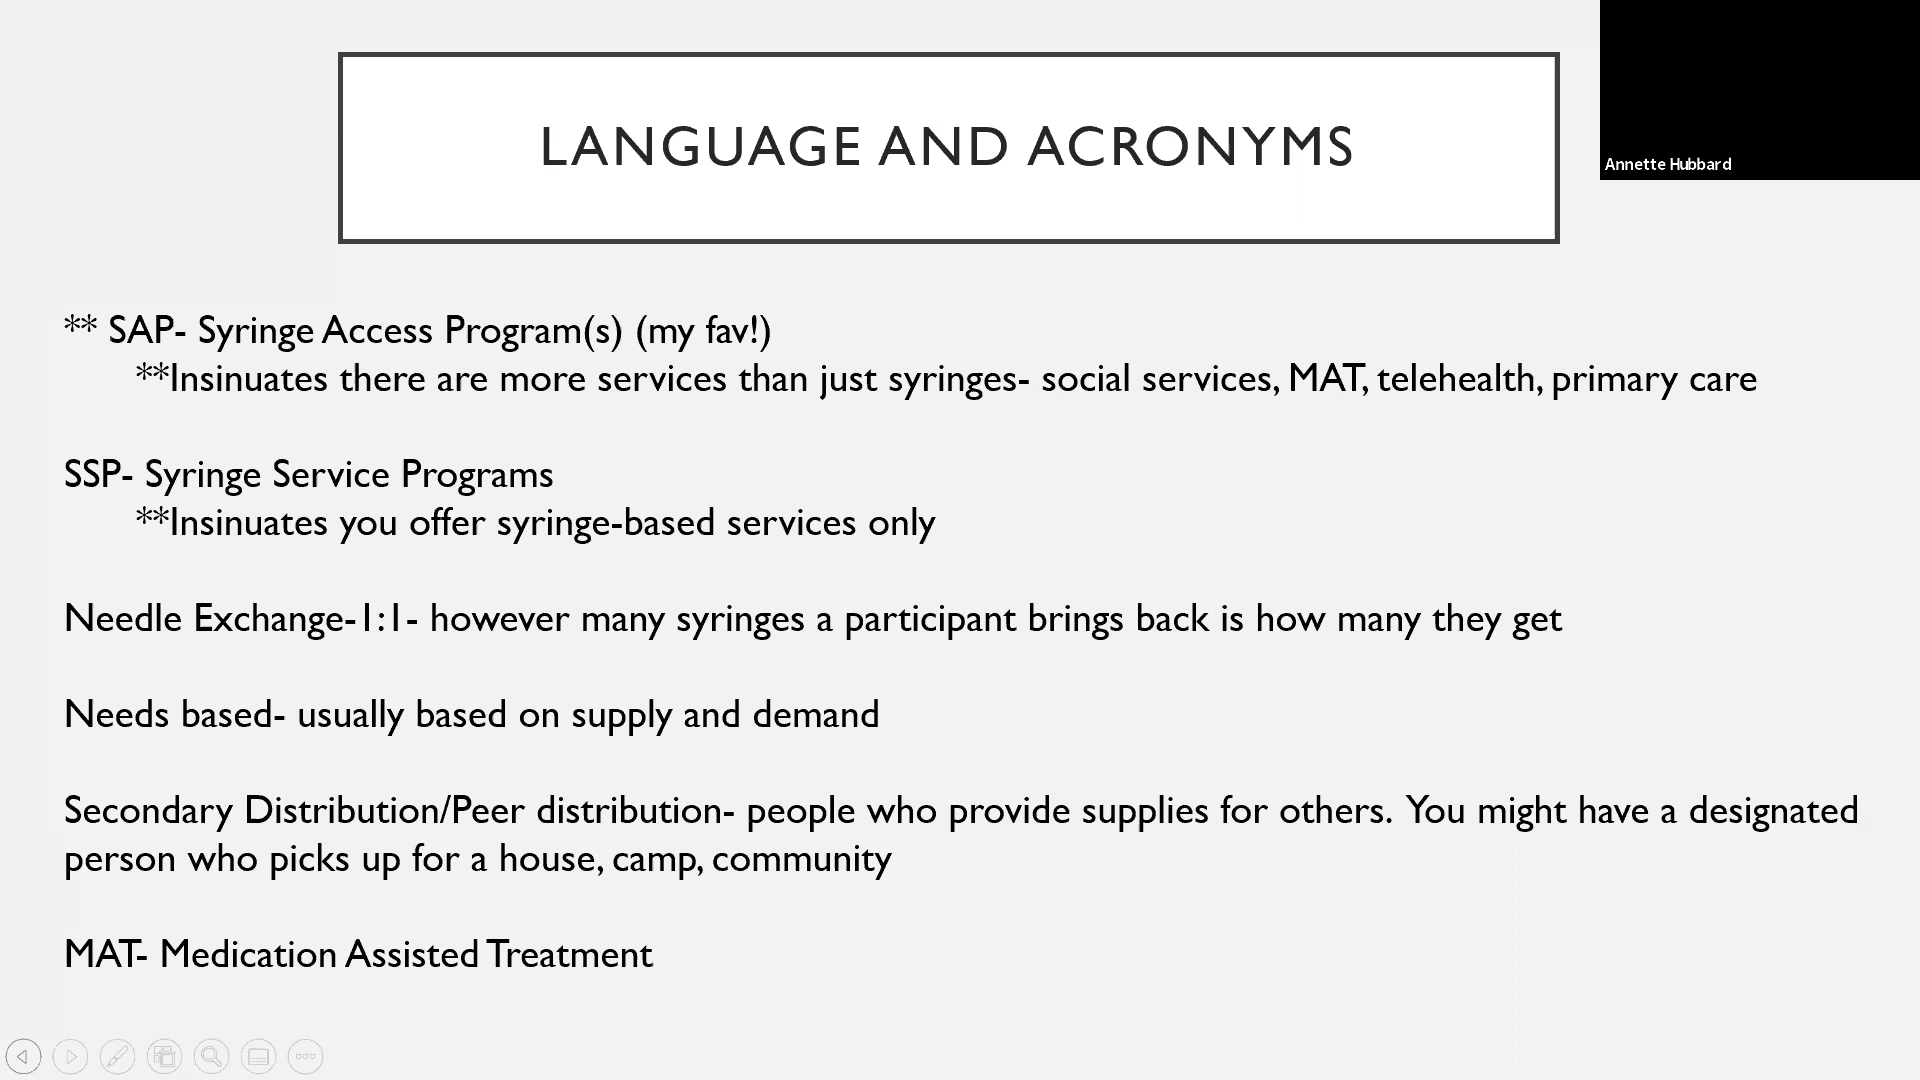 LANGUAGE AND ACRONYMS
Annette Hubbard
** SAP- Syringe Access Program(s) (my fav!)
**Insinuates there are more services than just syringes- social services, MAT, telehealth, primary care
SSP- Syringe Service Programs
**Insinuates you offer syringe-based services only
Needle Exchange-1:1- however many syringes a participant brings back is how many they get
Needs based- usually based on supply and demand
Secondary Distribution/Peer distribution- people who provide supplies for others. You might have a designated
person who picks up for a house, camp, community
MAT- Medication Assisted Treatment